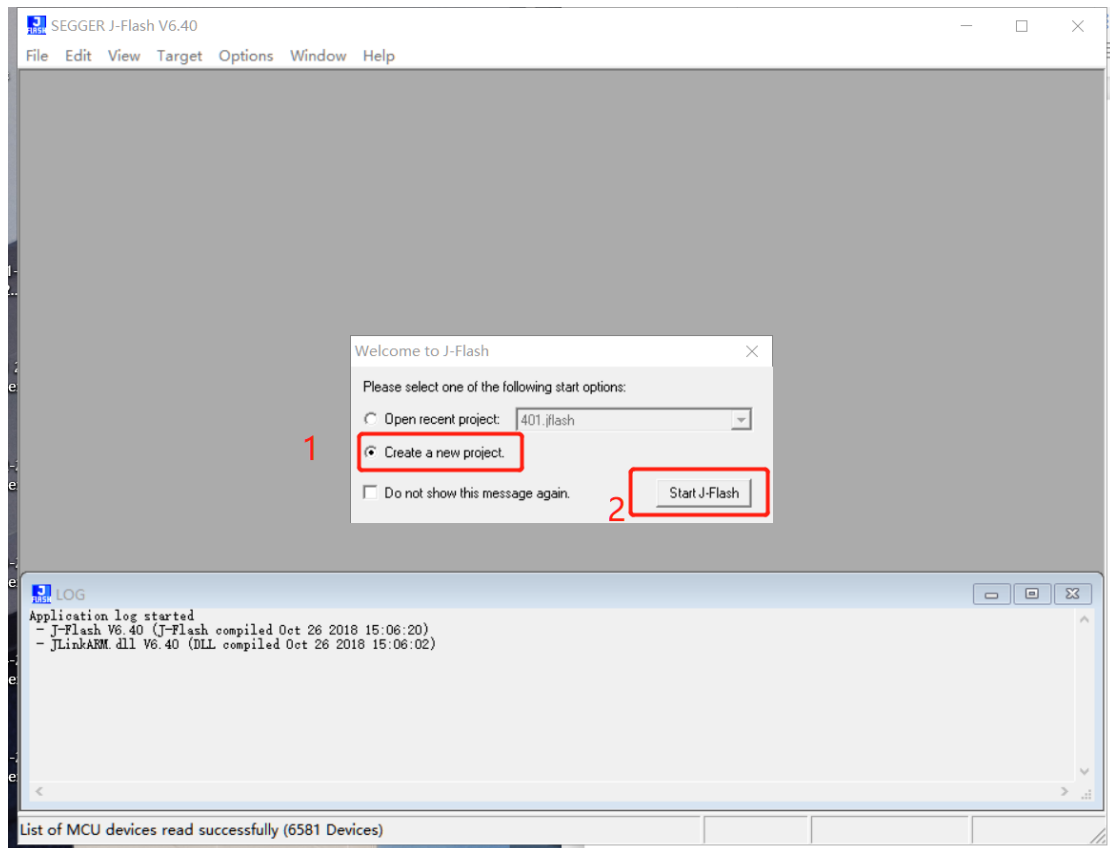 SEGGER J-Flash V6.40
File Edit View Target Options Window Help
Welcome to J-Flash
Please select one of the following start options:
Open recent project: 401.jflash
1
Create a new project.
Do not show this message again.
2
Start J-Flash
LOG
Application log started
- J-Flash V6.40 (J-Flash compiled Oct 26 2018 15:06:20)
- JLinkARM.dll V6.40 (DLL compiled Oct 26 2018 15:06:02)
List of MCU devices read successfully (6581 Devices)